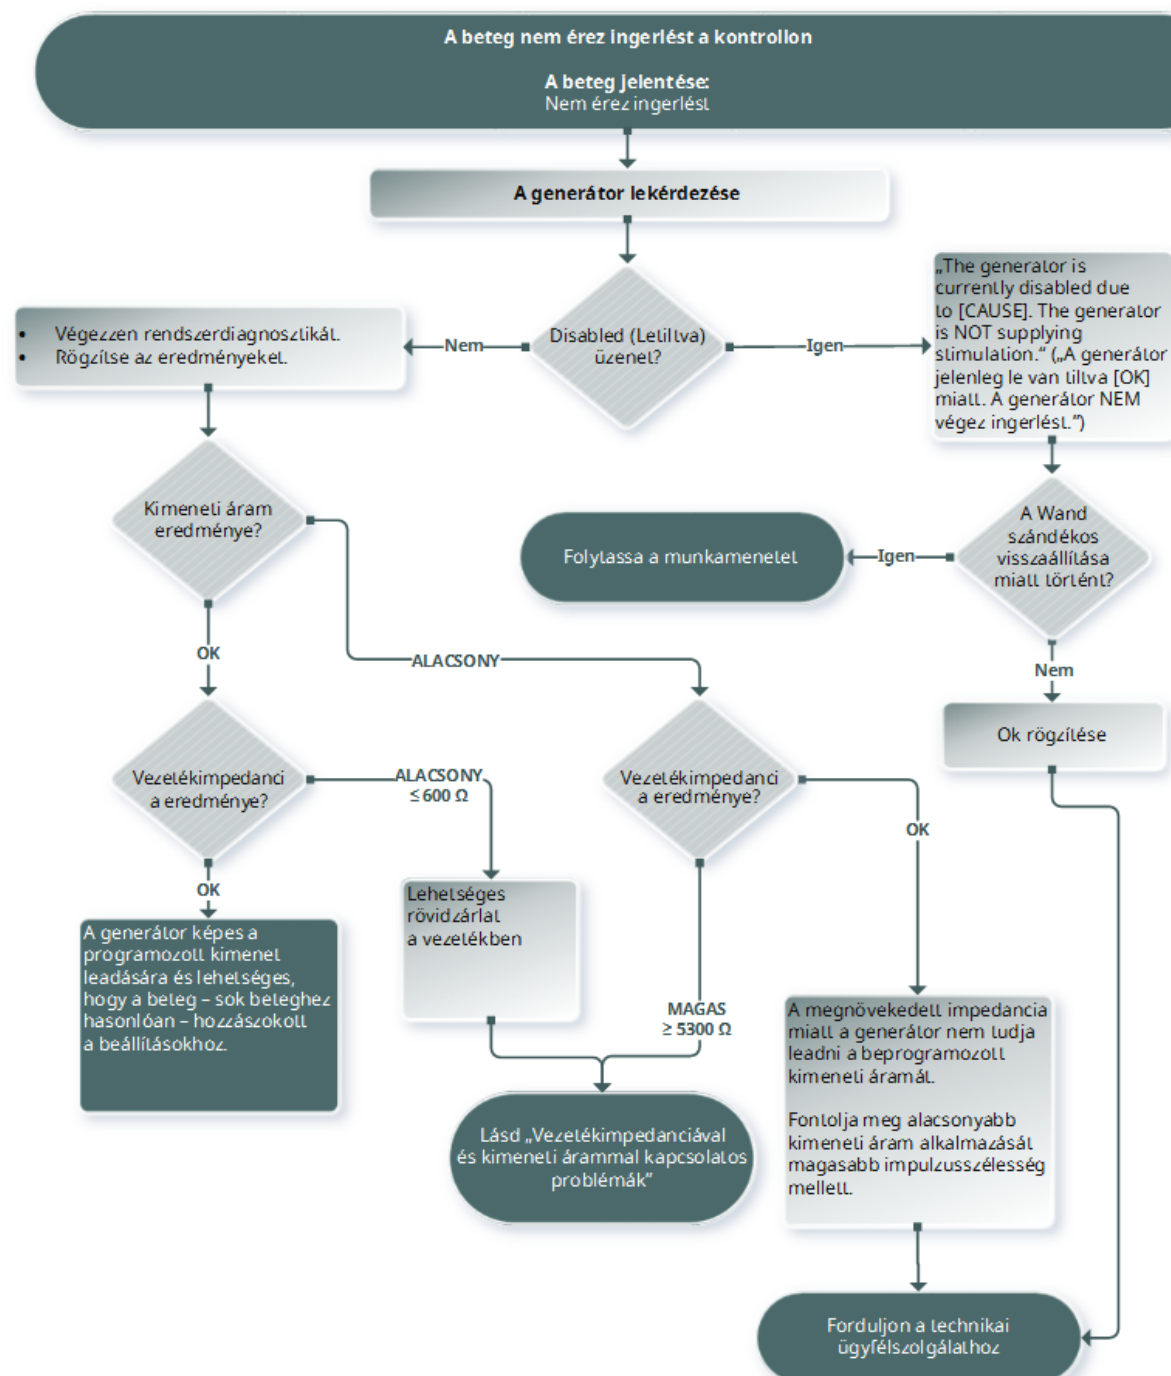 A beteg nem érez ingerlést a kontrollon
A beteg jelentése:
Nem érez ingerlést
A generátor lekérdezése
Disabled (Letiltva)
üzenet?
Nem
Igen
• Végezzen rendszerdiagnosztikát.
• Rögzítse az eredményeket.
„The generator is
currently disabled due
to [CAUSE]. The generator
is NOT supplying
stimulation.“ („A generátor
jelenleg le van tiltva [OK]
miatt. A generátor NEM
végez ingerlést.”)
Kimeneti áram
eredménye?
A Wand
szándékos
visszaállítása
miatt történt?
Igen
Folytassa a munkamenetet
OK
ALACSONY
Nem
Ok rögzítése
Vezetékimpedanci
a eredménye?
ALACSONY
≤ 600 Ω
Vezetékimpedanci
a eredménye?
OK
OK
MAGAS
≥ 5300 Ω
A generátor képes a
programozott kimenet
leadására és lehetséges,
hogy a beteg – sok beteghez
hasonlóan – hozzászokott
a beállításokhoz.
Lehetséges
rövidzárlat
a vezetékben
A megnövekedett impedancia
miatt a generátor nem tudja
leadni a beprogramozott
kimeneti áramát.
Fontolja meg alacsonyabb
kimeneti áram alkalmazását
magasabb impulzusszélesség
mellett.
Lásd „Vezetékimpedanciával
és kimeneti árammal kapcsolatos
problémák”
Forduljon a technikai
ügyfélszolgálathoz